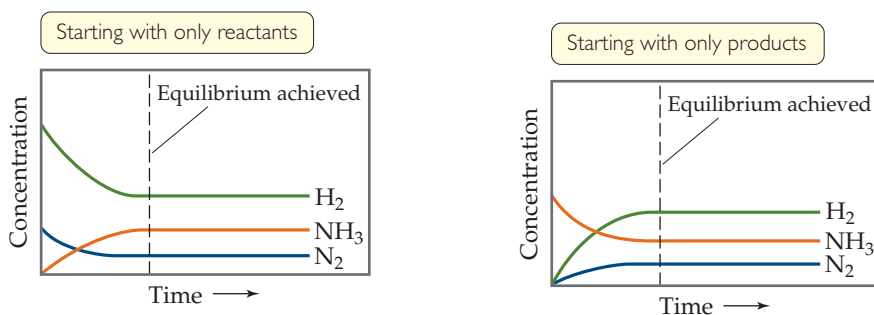 Starting with only reactants
Concentration
Equilibrium achieved
H₂
NH₃
N₂
Time
Starting with only products
Concentration
Equilibrium achieved
H₂
NH₃
N₂
Time